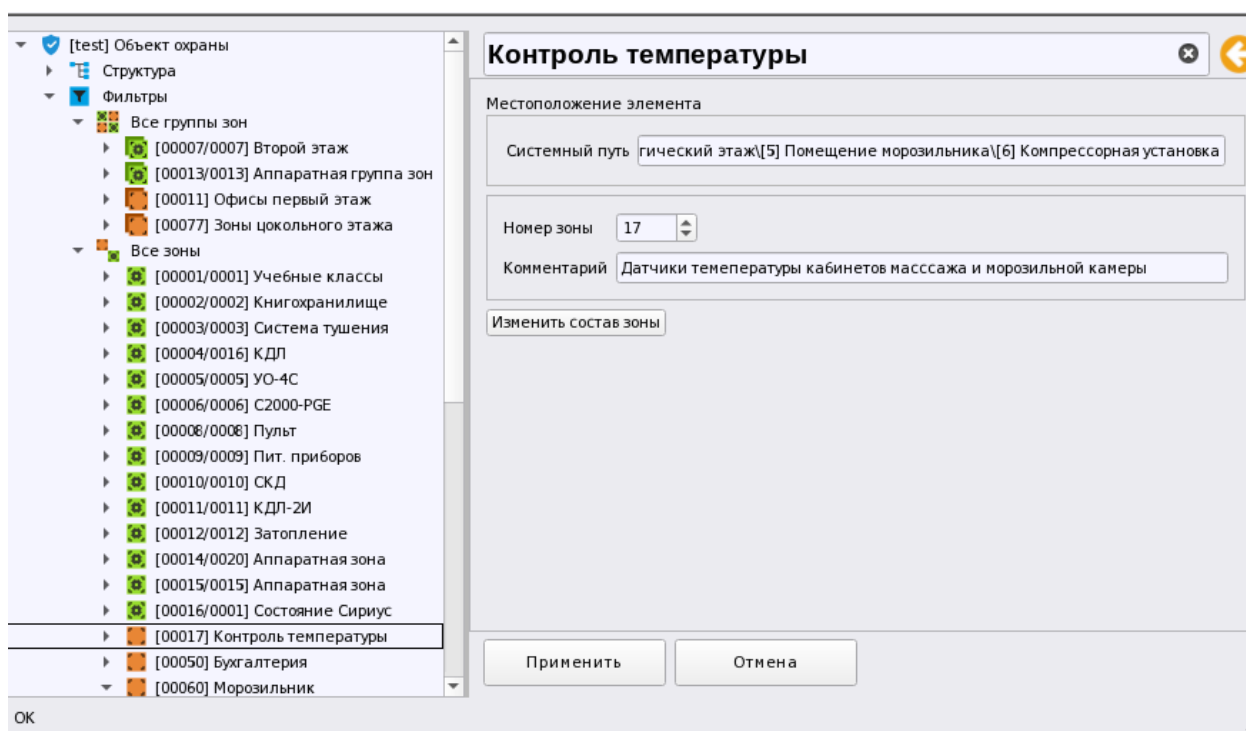 [test] Объект охраны
Структура
Фильтры
Все группы зон
[00007/0007] Второй этаж
[00013/0013] Аппаратная группа зон
[00011] Офисы первый этаж
[00077] Зоны цокольного этажа
Все зоны
[00001/0001] Учебные классы
[00002/0002] Книгохранилище
[00003/0003] Система тушения
[00004/0016] КДЛ
[00005/0005] УО-4С
[00006/0006] С2000-PGE
[00008/0008] Пульт
[00009/0009] Пит. приборов
[00010/0010] СКД
[00011/0011] КДЛ-2И
[00012/0012] Затопление
[00014/0020] Аппаратная зона
[00015/0015] Аппаратная зона
[00016/0001] Состояние Сириус
[00017] Контроль температуры
[00050] Бухгалтерия
[00060] Морозильник
OK
Контроль температуры
Местоположение элемента
Системный путь гический этаж\[5] Помещение морозильника\[6] Компрессорная установка
Номер зоны 17
Комментарий Датчики темепературы кабинетов масссажа и морозильной камеры
Изменить состав зоны
Применить Отмена